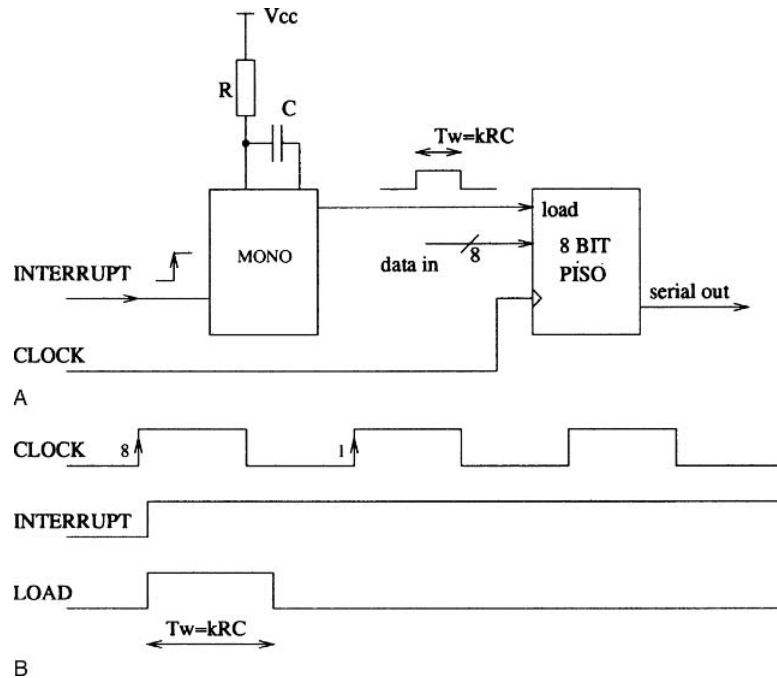 Vcc
R
C
Tw=kRC
load
MONO
data in
8
8 BIT
PISO
INTERRUPT
serial out
CLOCK
A
CLOCK
8
1
INTERRUPT
LOAD
Tw=kRC
B